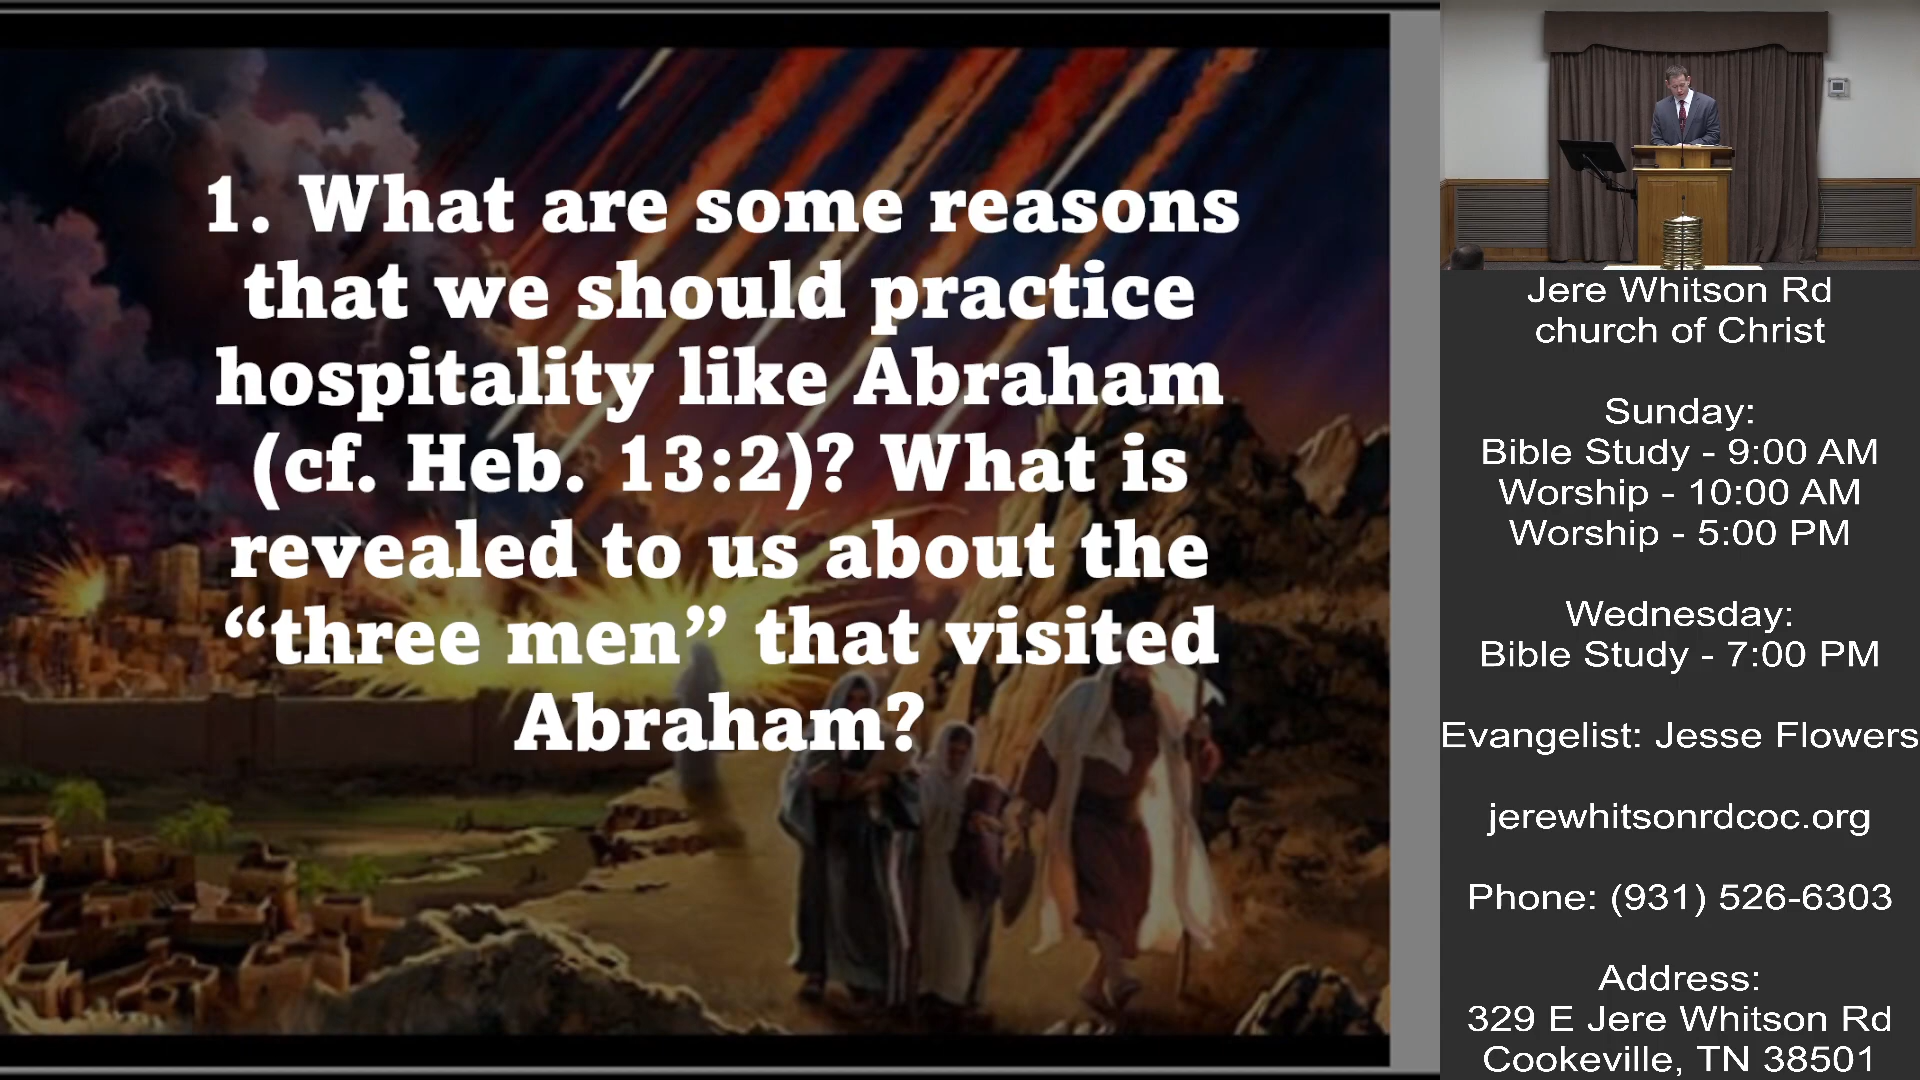 1. What are some reasons
that we should practice
hospitality like Abraham
(cf. Heb. 13:2)? What is
revealed to us about the
“three men” that visited
Abraham?
Jere Whitson Rd
church of Christ
Sunday:
Bible Study - 9:00 AM
Worship - 10:00 AM
Worship - 5:00 PM
Wednesday:
Bible Study - 7:00 PM
Evangelist: Jesse Flowers
jerewhitsonrdcoc.org
Phone: (931) 526-6303
Address:
329 E Jere Whitson Rd
Cookeville, TN 38501